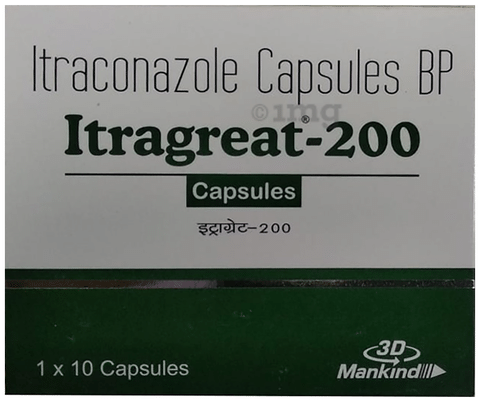 Itraconazole Capsules BP
©1mg
Itragreat®-200
Capsules
इट्राग्रेट-200
1 x 10 Capsules
3D
Mankind